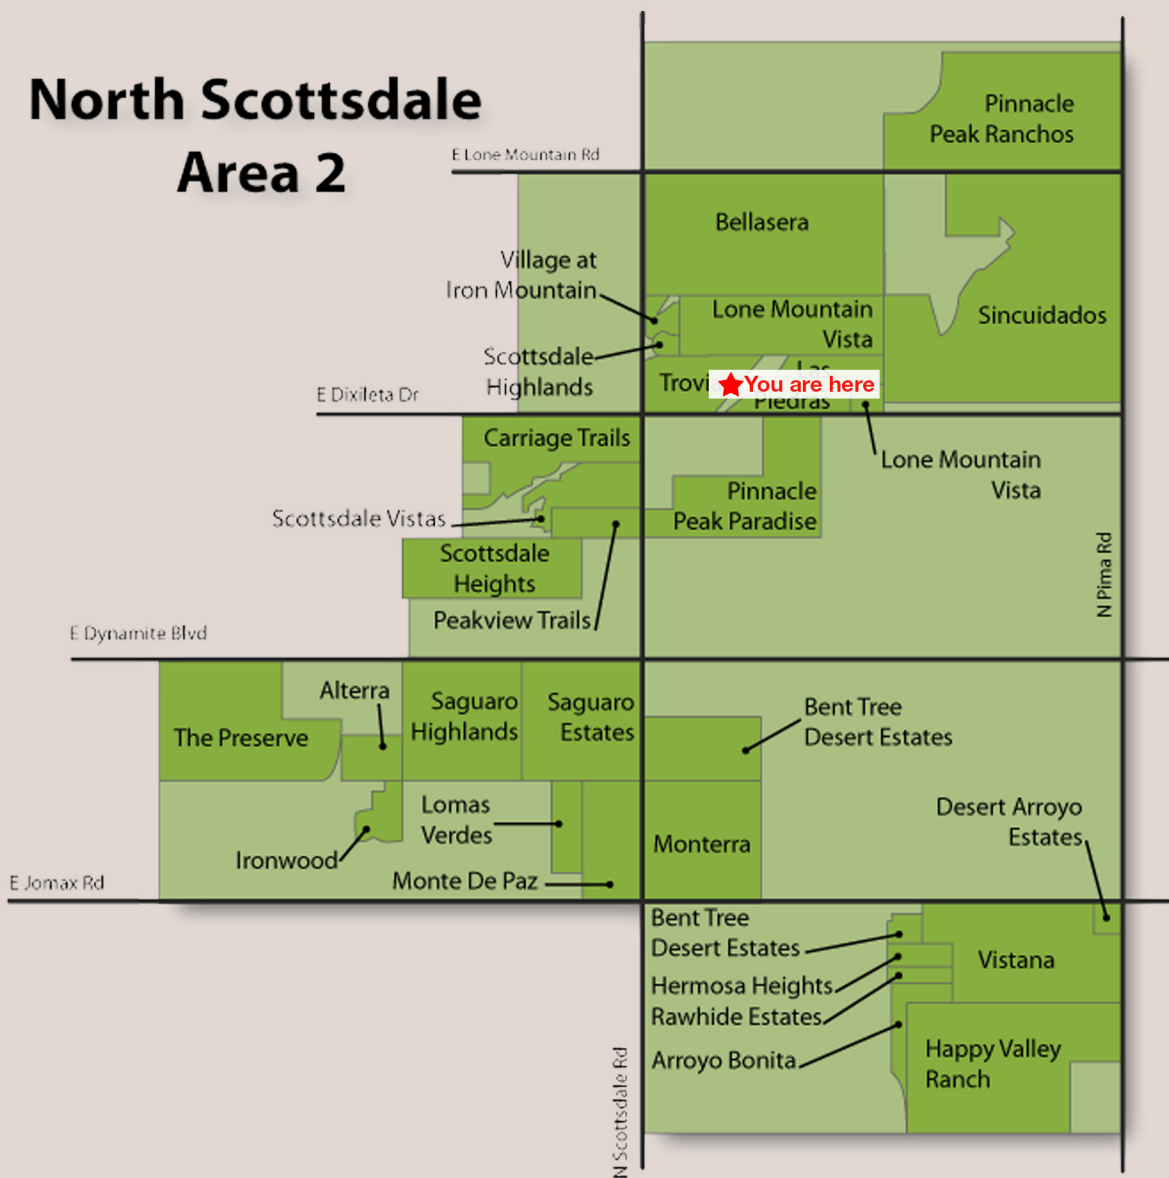 North Scottsdale
Area 2
Pinnacle
Peak Ranchos
E Lone Mountain Rd
Bellasera
Village at
Iron Mountain
Lone Mountain
Vista
Sincuidados
Scottsdale
Highlands
E Dixileta Dr
You are here
Piedras
Carriage Trails
Lone Mountain
Vista
Pinnacle
Peak Paradise
Scottsdale Vistas
Scottsdale
Heights
Peakview Trails
N Pima Rd
E Dynamite Blvd
Alterra
The Preserve
Saguaro
Highlands
Saguaro
Estates
Bent Tree
Desert Estates
Lomas
Verdes
Monterra
Desert Arroyo
Estates
Ironwood
Monte De Paz
E Jomax Rd
Bent Tree
Desert Estates
Vistana
Hermosa Heights
Rawhide Estates
Arroyo Bonita
Happy Valley
Ranch
N Scottsdale Rd